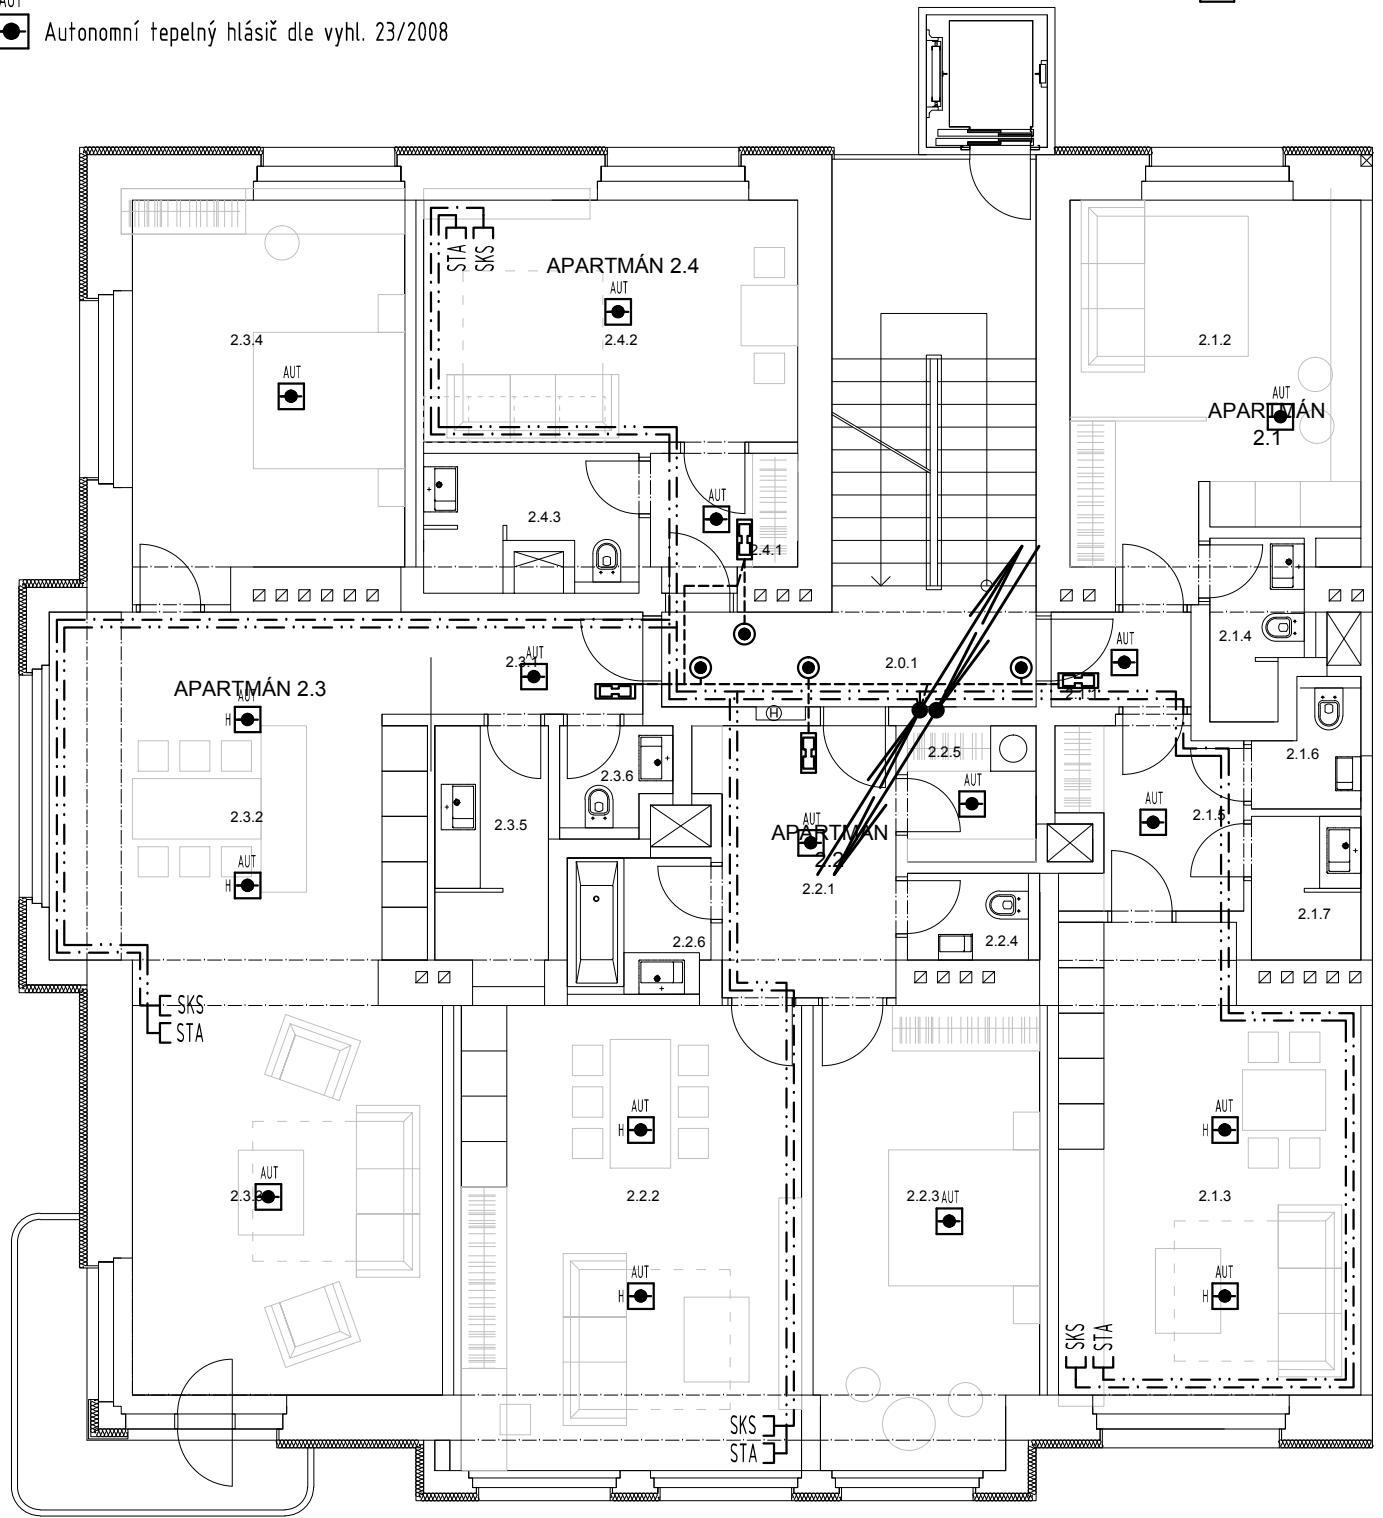 AUT
Autonomní tepelný hlásič dle vyhl. 23/2008
STA
SKS
APARTMÁN 2.4
AUT
2.3.4
2.4.2
2.1.2
AUT
AUT
APARTMÁN
2.1
AUT
2.4.3
2.4.1
2.1.4
2.3.1
AUT
2.0.1
AUT
APARTMÁN 2.3
AUT
H
H
2.2.5
2.1.6
2.3.6
AUT
AUT
2.3.2
2.3.5
AUT
APARTMÁN
2.2
2.1.5
AUT
H
2.2.1
2.1.7
2.2.6
2.2.4
SKS
STA
AUT
H
AUT
H
AUT
2.3.3
2.2.2
2.2.3
AUT
2.1.3
AUT
H
AUT
H
SKS
STA
SKS
STA